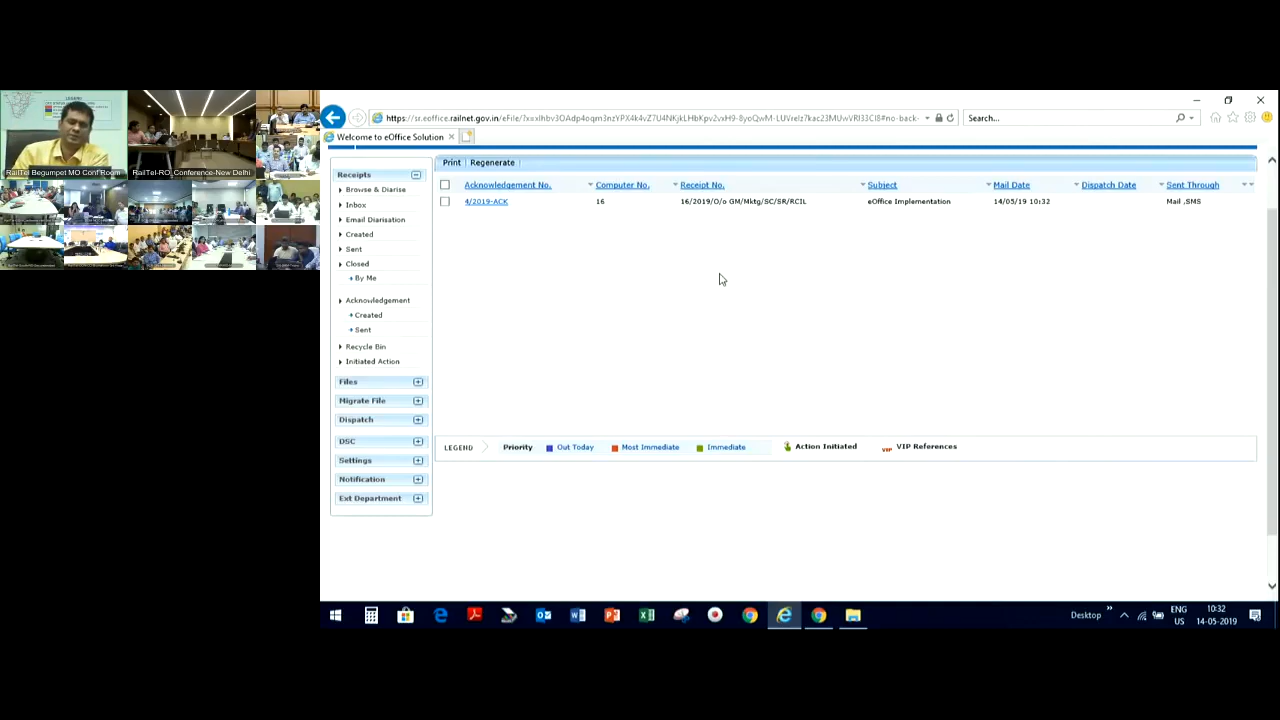 RailTel Begumpet MO Conf Room
RailTel-RO_Conference-New Delhi
Search...
Welcome to eOffice Solution
Print Regenerate
Receipts
Browse & Diarise
Inbox
Email Diarisation
Created
Sent
Closed
By Me
Acknowledgement
Created
Sent
Recycle Bin
Initiated Action
Files
Migrate File
Dispatch
DSC
Settings
Notification
Ext Department
Acknowledgement No. Computer No. Receipt No. Subject Mail Date Dispatch Date Sent Through
4/2019-ACK 16 16/2019/O/o GM/Mktg/SC/SR/RCIL eOffice Implementation 14/05/19 10:32 Mail ,SMS
LEGEND Priority Out Today Most Immediate Immediate Action Initiated VIP VIP References
Desktop
ENG
US
10:32
14-05-2019